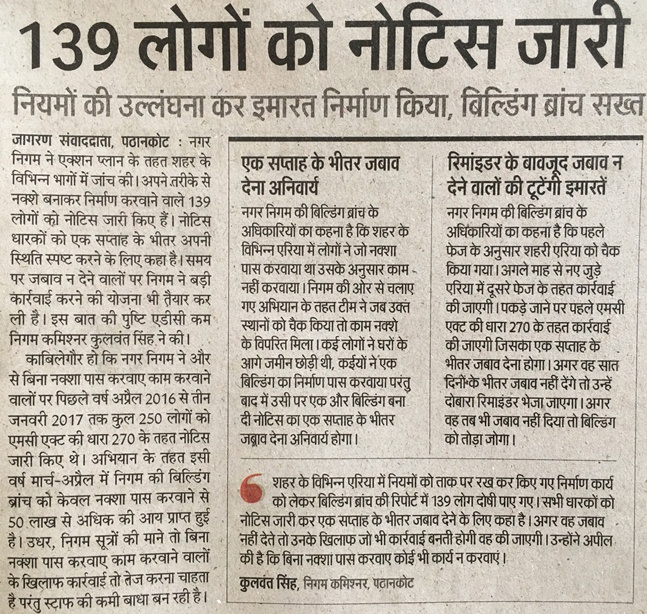 139 लोगों को नोटिस जारी
नियमों की उल्लंघना कर इमारत निर्माण किया, बिल्डिंग ब्रांच सख्त
जागरण संवाददाता, पठानकोट : नगर
निगम ने एक्शन प्लान के तहत शहर के
विभिन्न भागों में जांच की। अपने तरीके से
नक्शे बनाकर निर्माण करवाने वाले 139
लोगों को नोटिस जारी किए हैं। नोटिस
धारकों को एक सप्ताह के भीतर अपनी
स्थिति स्पष्ट करने के लिए कहा है। समय
पर जवाब न देने वालों पर निगम ने बड़ी
कार्रवाई करने की योजना भी तैयार कर
ली है। इस बात की पुष्टि एडीसी कम
निगम कमिश्नर कुलवंत सिंह ने की।
काबिलेगौर हो कि नगर निगम ने और
से बिना नक्शा पास करवाए काम करवाने
वालों पर पिछले वर्ष अप्रैल 2016 से तीन
जनवरी 2017 तक कुल 250 लोगों को
एमसी एक्ट की धारा 270 के तहत नोटिस
जारी किए थे। अभियान के तहत इसी
वर्ष मार्च-अप्रैल में निगम की बिल्डिंग
ब्रांच को केवल नक्शा पास करवाने से
50 लाख से अधिक की आय प्राप्त हुई
है। उधर, निगम सूत्रों की माने तो बिना
नक्शा पास करवाए काम करवाने वालों
के खिलाफ कार्रवाई तो तेज करना चाहता
है परंतु स्टाफ की कमी बाधा बन रही है।
एक सप्ताह के भीतर जवाब
देना अनिवार्य
नगर निगम की बिल्डिंग ब्रांच के
अधिकारियों का कहना है कि शहर के
विभिन्न एरिया में लोगों ने जो नक्शा
पास करवाया था उसके अनुसार काम
नहीं करवाया। निगम की ओर से चलाए
गए अभियान के तहत टीम ने जब उक्त
स्थानों को चैक किया तो काम नक्शे
के विपरित मिला। कई लोगों ने घरों के
आगे जमीन छोड़ी थी, कईयों ने एक
बिल्डिंग का निर्माण पास करवाया परंतु
बाद में उसी पर एक और बिल्डिंग बना
दी नोटिस का एक सप्ताह के भीतर
जवाब देना अनिवार्य होगा।
रिमांइडर के बावजूद जवाब न
देने वालों की टूटेंगी इमारतें
नगर निगम की बिल्डिंग ब्रांच के
अधिकारियों का कहना है कि पहले
फेज के अनुसार शहरी एरिया को चैक
किया गया। अगले माह से नए जुड़े
एरिया में दूसरे फेज के तहत कार्रवाई
की जाएगी। पकड़े जाने पर पहले एमसी
एक्ट की धारा 270 के तहत कार्रवाई
की जाएगी जिसका एक सप्ताह के
भीतर जवाब देना होगा। अगर वह सात
दिनों के भीतर जवाब नहीं देंगे तो उन्हें
दोबारा रिमाइंडर भेजा जाएगा। अगर
वह तब भी जवाब नहीं दिया तो बिल्डिंग
को तोड़ा जोगा।
शहर के विभिन्न एरिया में नियमों को ताक पर रख कर किए गए निर्माण कार्य
को लेकर बिल्डिंग ब्रांच की रिपोर्ट में 139 लोग दोषी पाए गए। सभी धारकों को
नोटिस जारी कर एक सप्ताह के भीतर जवाब देने के लिए कहा है। अगर वह जवाब
नहीं देते तो उनके खिलाफ जो भी कार्रवाई बनती होगी वह की जाएगी। उन्होंने अपील
की है कि बिना नक्शा पास करवाए कोई भी कार्य न करवाएं।
कुलवंत सिंह, निगम कमिश्नर, पठानकोट